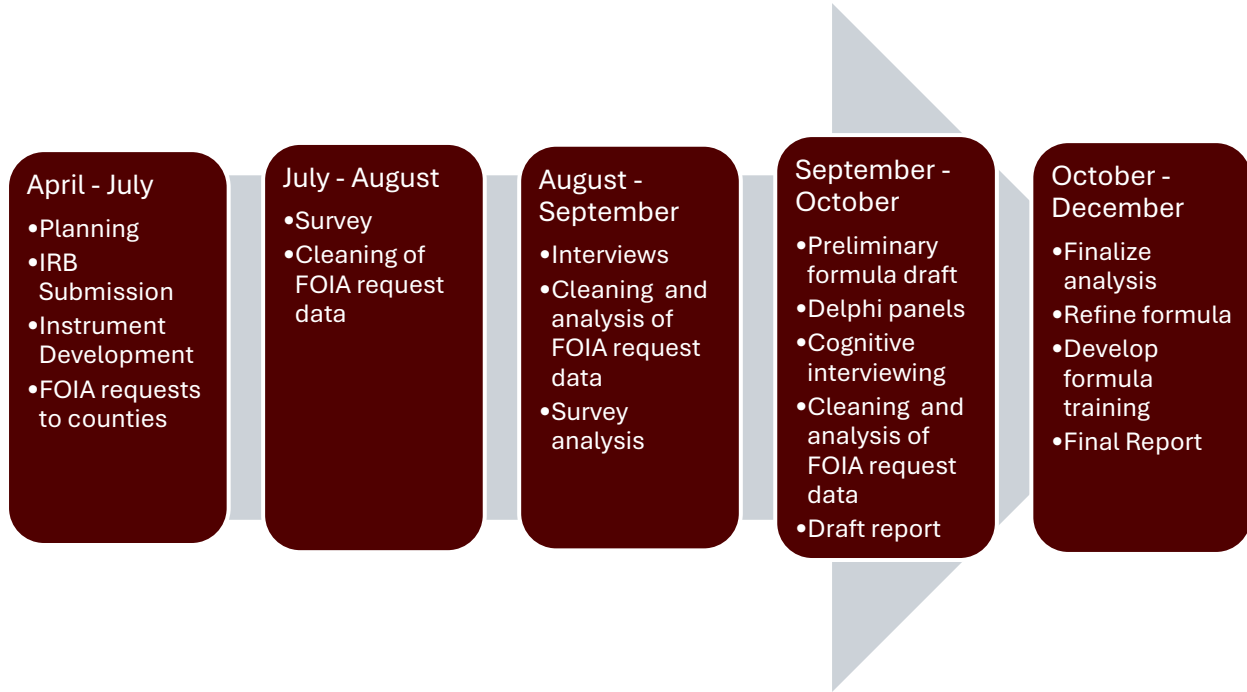 April - July
•Planning
•IRB
Submission
•Instrument
Development
•FOIA requests
to counties
July - August
•Survey
•Cleaning of
FOIA request
data
August -
September
•Interviews
•Cleaning and
analysis of
FOIA request
data
•Survey
analysis
September -
October
•Preliminary
formula draft
•Delphi panels
•Cognitive
interviewing
•Cleaning and
analysis of
FOIA request
data
•Draft report
October -
December
•Finalize
analysis
•Refine formula
•Develop
formula
training
•Final Report